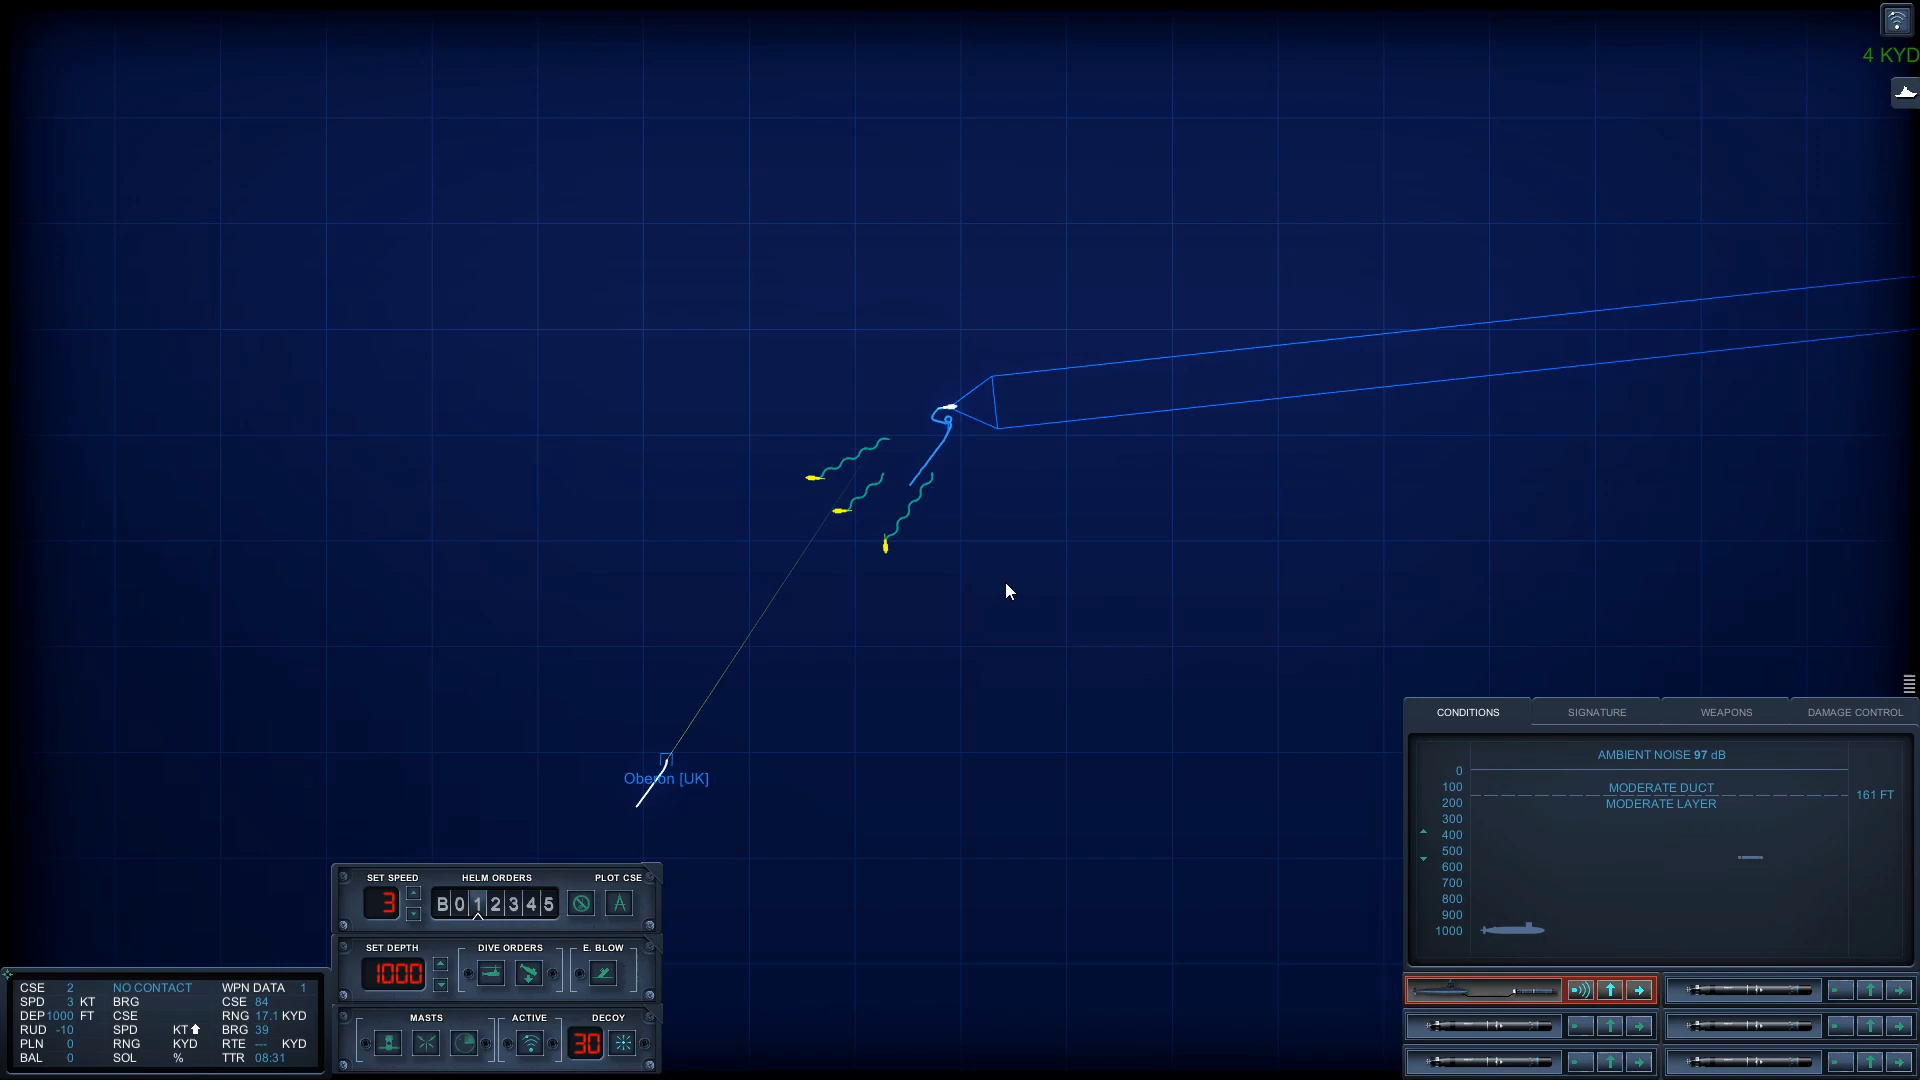 4 KYD
Oberon [UK]
CONDITIONS SIGNATURE WEAPONS DAMAGE CONTROL
AMBIENT NOISE 97 dB
0
100 MODERATE DUCT
161 FT
200 MODERATE LAYER
300
400
500
600
700
800
900
1000
SET SPEED HELM ORDERS PLOT CSE
3 B 0 1 2 3 4 5
SET DEPTH DIVE ORDERS E. BLOW
1000
MASTS ACTIVE DECOY
30
CSE 2 NO CONTACT WPN DATA 1
SPD 3 KT BRG CSE 84
DEP 1000 FT CSE RNG 17.1 KYD
RUD -10 SPD KT BRG 39
PLN 0 RNG KYD RTE --- KYD
BAL 0 SOL % TTR 08:31